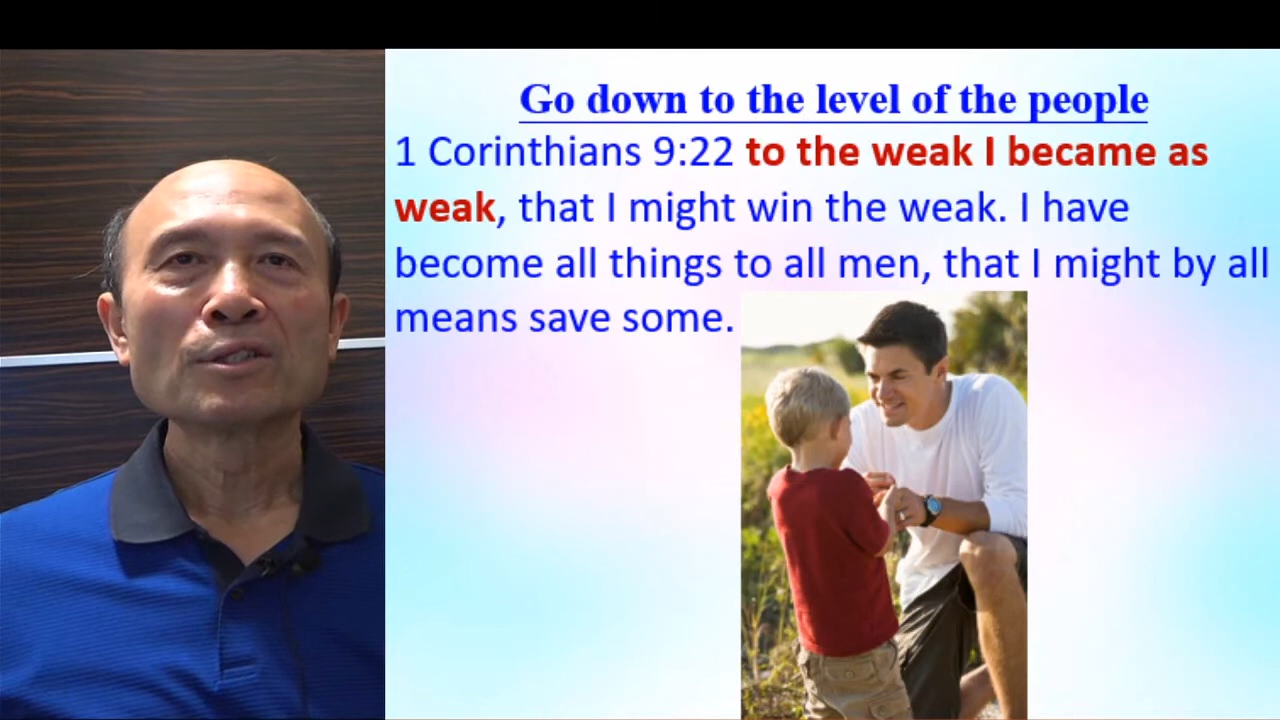 Go down to the level of the people
1 Corinthians 9:22 to the weak I became as
weak, that I might win the weak. I have
become all things to all men, that I might by all
means save some.